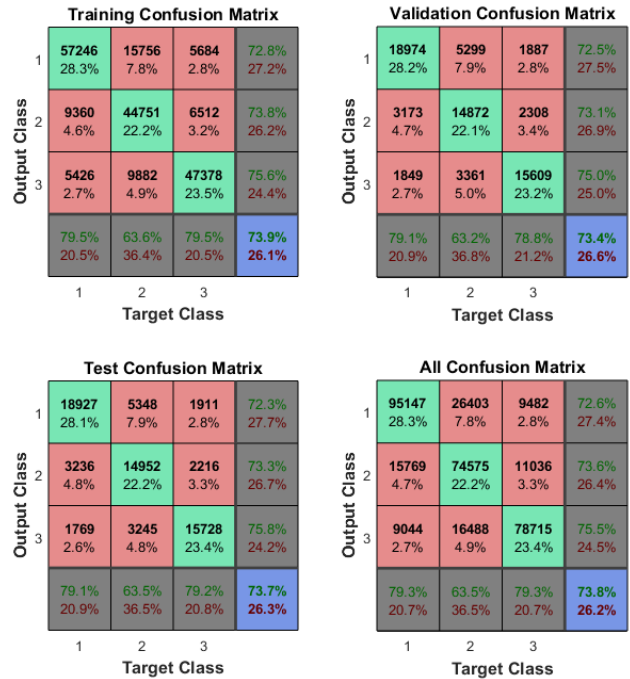 Training Confusion Matrix
Output Class
1
57246 15756 5684 72.8%
28.3% 7.8% 2.8% 27.2%
2
9360 44751 6512 73.8%
4.6% 22.2% 3.2% 26.2%
3
5426 9882 47378 75.6%
2.7% 4.9% 23.5% 24.4%
79.5% 63.6% 79.5% 73.9%
20.5% 36.4% 20.5% 26.1%
1 2 3
Target Class
Validation Confusion Matrix
Output Class
1
18974 5299 1887 72.5%
28.2% 7.9% 2.8% 27.5%
2
3173 14872 2308 73.1%
4.7% 22.1% 3.4% 26.9%
3
1849 3361 15609 75.0%
2.7% 5.0% 23.2% 25.0%
79.1% 63.2% 78.8% 73.4%
20.9% 36.8% 21.2% 26.6%
1 2 3
Target Class
Test Confusion Matrix
Output Class
1
18927 5348 1911 72.3%
28.1% 7.9% 2.8% 27.7%
2
3236 14952 2216 73.3%
4.8% 22.2% 3.3% 26.7%
3
1769 3245 15728 75.8%
2.6% 4.8% 23.4% 24.2%
79.1% 63.5% 79.2% 73.7%
20.9% 36.5% 20.8% 26.3%
1 2 3
Target Class
All Confusion Matrix
Output Class
1
95147 26403 9482 72.6%
28.3% 7.8% 2.8% 27.4%
2
15769 74575 11036 73.6%
4.7% 22.2% 3.3% 26.4%
3
9044 16488 78715 75.5%
2.7% 4.9% 23.4% 24.5%
79.3% 63.5% 79.3% 73.8%
20.7% 36.5% 20.7% 26.2%
1 2 3
Target Class